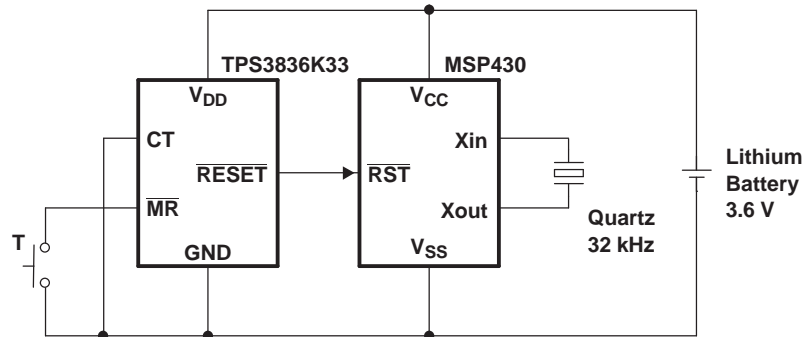 TPS3836K33
MSP430
VDD
VCC
CT
Xin
RESET
RST
MR
Xout
T
GND
VSS
Quartz
32 kHz
Lithium
Battery
3.6 V